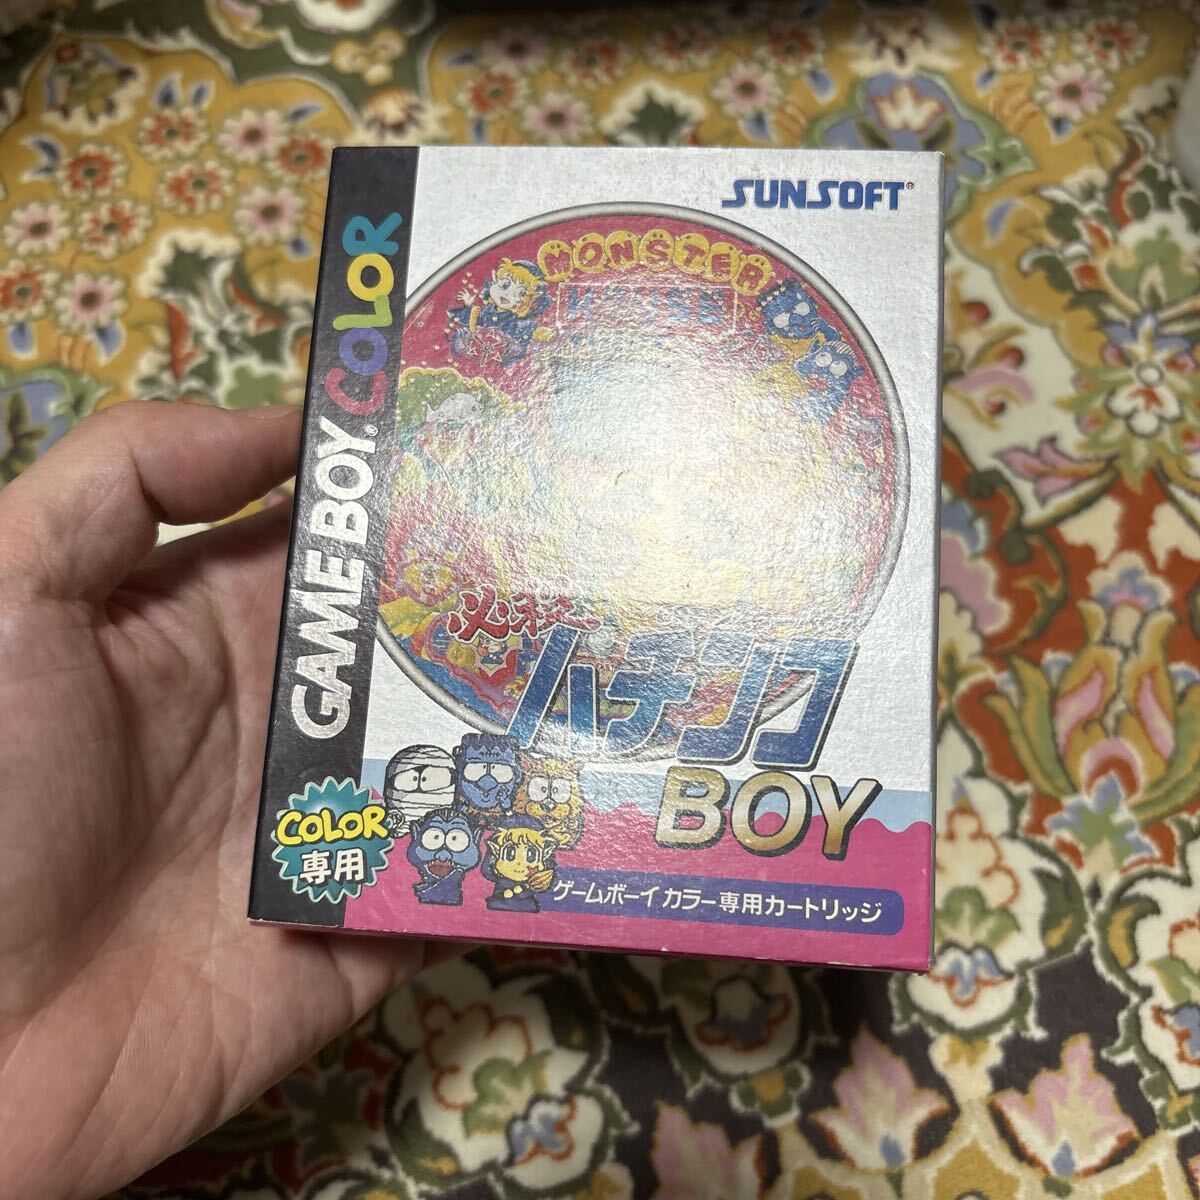 SUNSOFT®
GAME BOY® COLOR
MONSTER
HOUSE
必殺
パチンコ
BOY
COLOR
専用
ゲームボーイ カラー専用カートリッジ